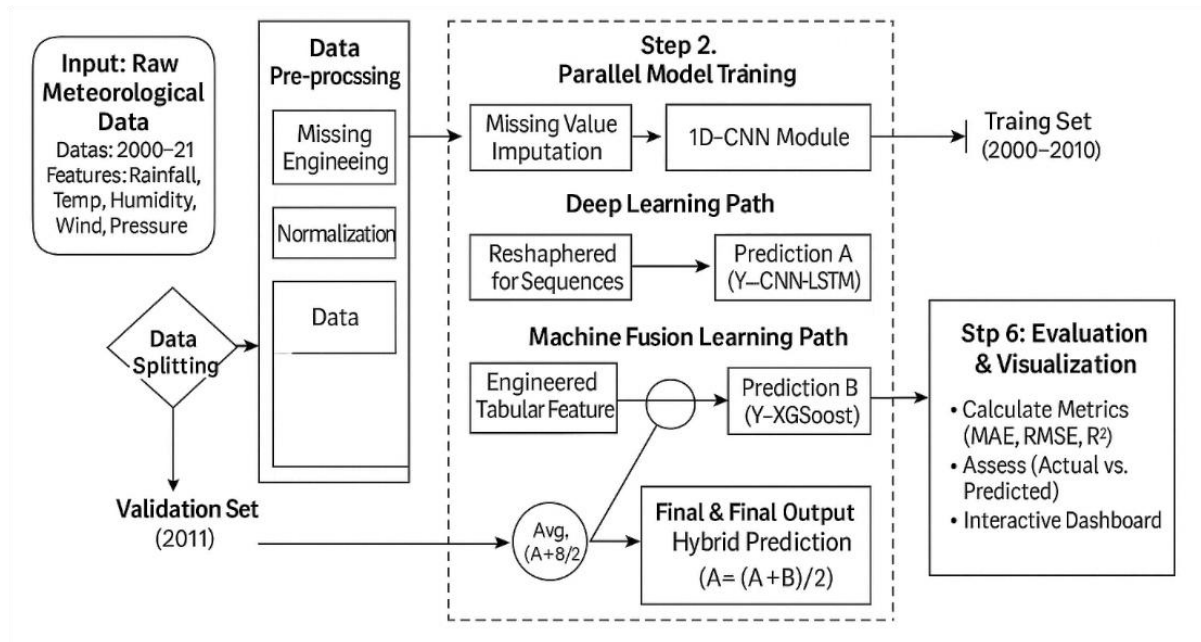 Input: Raw
Meteorological
Data
Datas: 2000–21
Features: Rainfall,
Temp, Humidity,
Wind, Pressure
Data
Splitting
Validation Set
(2011)
Data
Pre-procssing
Missing
Engineeing
Normalization
Data
Step 2.
Parallel Model Tráining
Missing Value
Imputation
1D–CNN Module
Traing Set
(2000–2010)
Deep Learning Path
Reshaphered
for Sequences
Prediction A
(Y–CNN-LSTM)
Machine Fusion Learning Path
Engineered
Tabular Feature
Prediction B
(Y–XGSoost)
Avg,
(A+8/2
Final & Final Output
Hybrid Prediction
(A= (A+B)/2)
Stp 6: Evaluation
& Visualization
• Calculate Metrics
(MAE, RMSE, R²)
• Assess (Actual vs.
Predicted)
• Interactive Dashboard